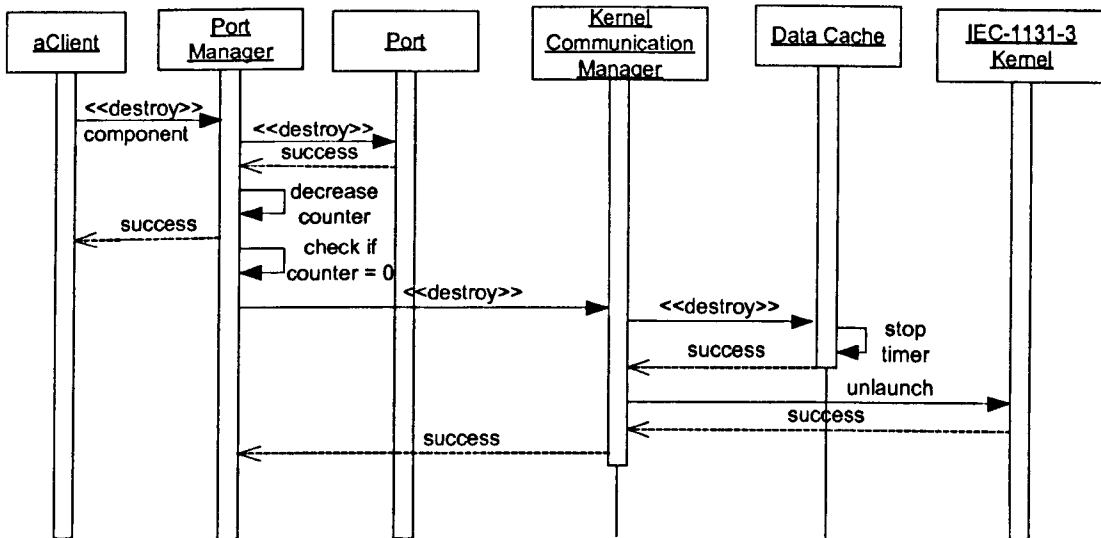 aClient
Port
Manager
Port
Kernel
Communication
Manager
Data Cache
IEC-1131-3
Kernel
<<destroy>>
component
<<destroy>>
success
decrease
counter
success
check if
counter = 0
<<destroy>>
<<destroy>>
stop
timer
success
unlaunch
success
success